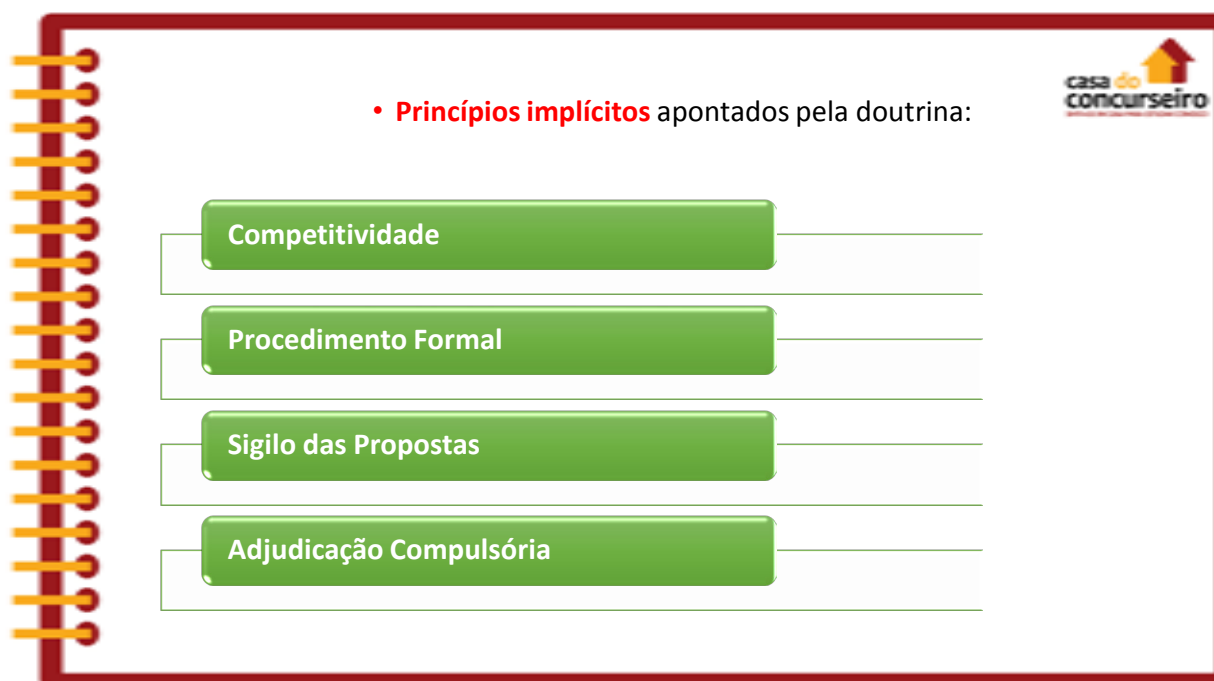 casa do
concurseiro
• Princípios implícitos apontados pela doutrina:
Competitividade
Procedimento Formal
Sigilo das Propostas
Adjudicação Compulsória